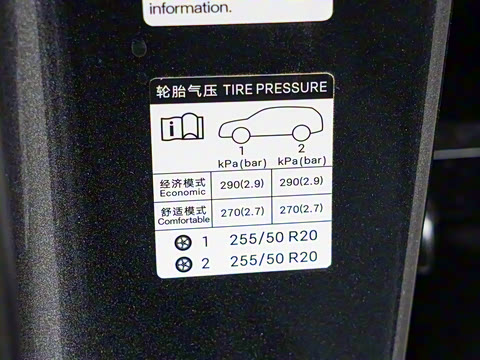 information.
轮胎气压 TIRE PRESSURE
i
1 2
kPa(bar) kPa(bar)
经济模式 290(2.9) 290(2.9)
Economic
舒适模式 270(2.7) 270(2.7)
Comfortable
1 255/50 R20
2 255/50 R20